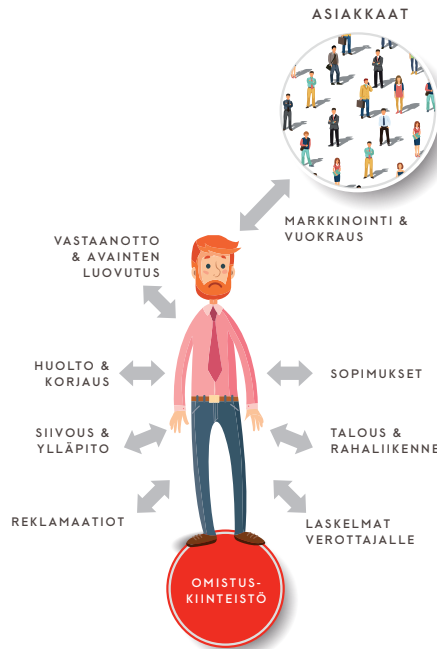 ASIAKKAAT
MARKKINOINTI &
VUOKRAUS
VASTAANOTTO
& AVAINTEN
LUOVUTUS
HUOLTO &
KORJAUS
SOPIMUKSET
SIIVOUS &
YLLÄPITO
TALOUS &
RAHALIIKENNE
REKLAMAATIOT
LASKELMAT
VEROTTAJALLE
OMISTUS-
KIINTEISTÖ